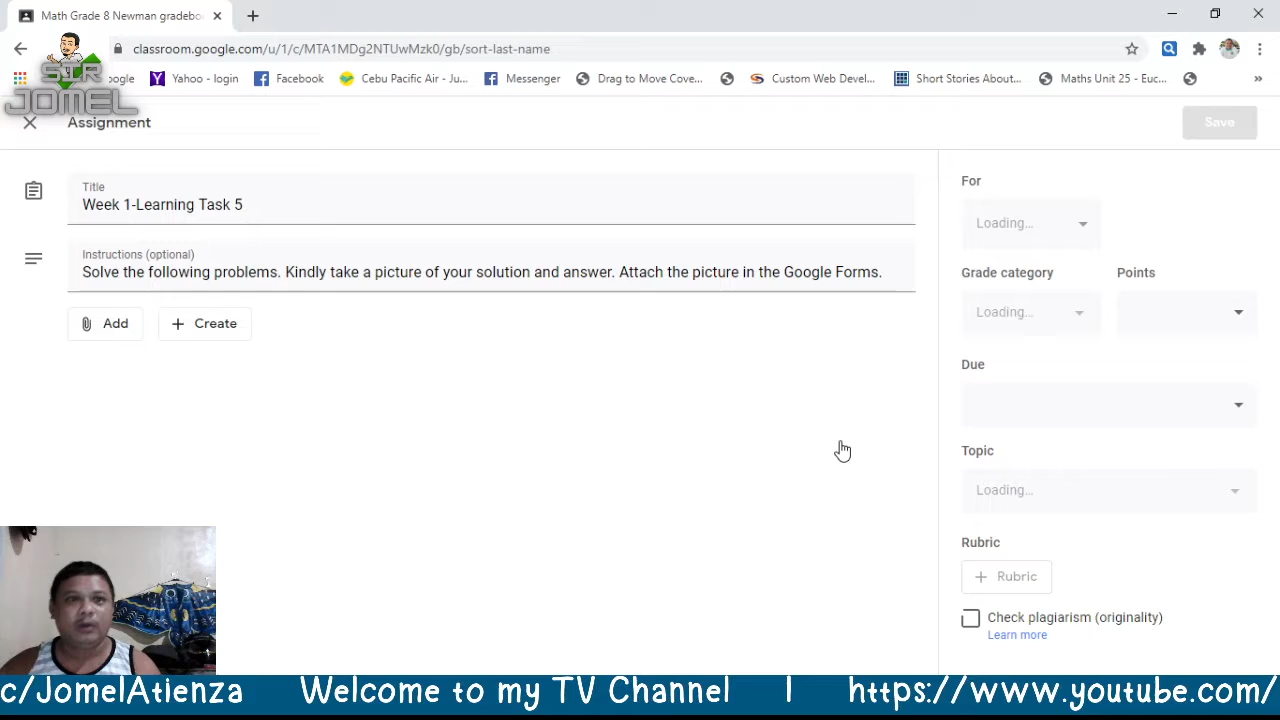 Math Grade 8 Newman gradeboo
classroom.google.com/u/1/c/MTA1MDg2NTUwMzk0/gb/sort-last-name
Yahoo - login
Facebook
Cebu Pacific Air - Ju...
Messenger
Drag to Move Cove...
Custom Web Devel...
Short Stories About...
Maths Unit 25 - Euc...
»
SIR
JOMEL
Assignment
Save
Title
Week 1-Learning Task 5
Instructions (optional)
Solve the following problems. Kindly take a picture of your solution and answer. Attach the picture in the Google Forms.
Add
Create
For
Loading...
Grade category
Points
Loading...
Due
Topic
Loading...
Rubric
Rubric
Check plagiarism (originality)
Learn more
c/JomelAtienza Welcome to my TV Channel | https://www.youtube.com/